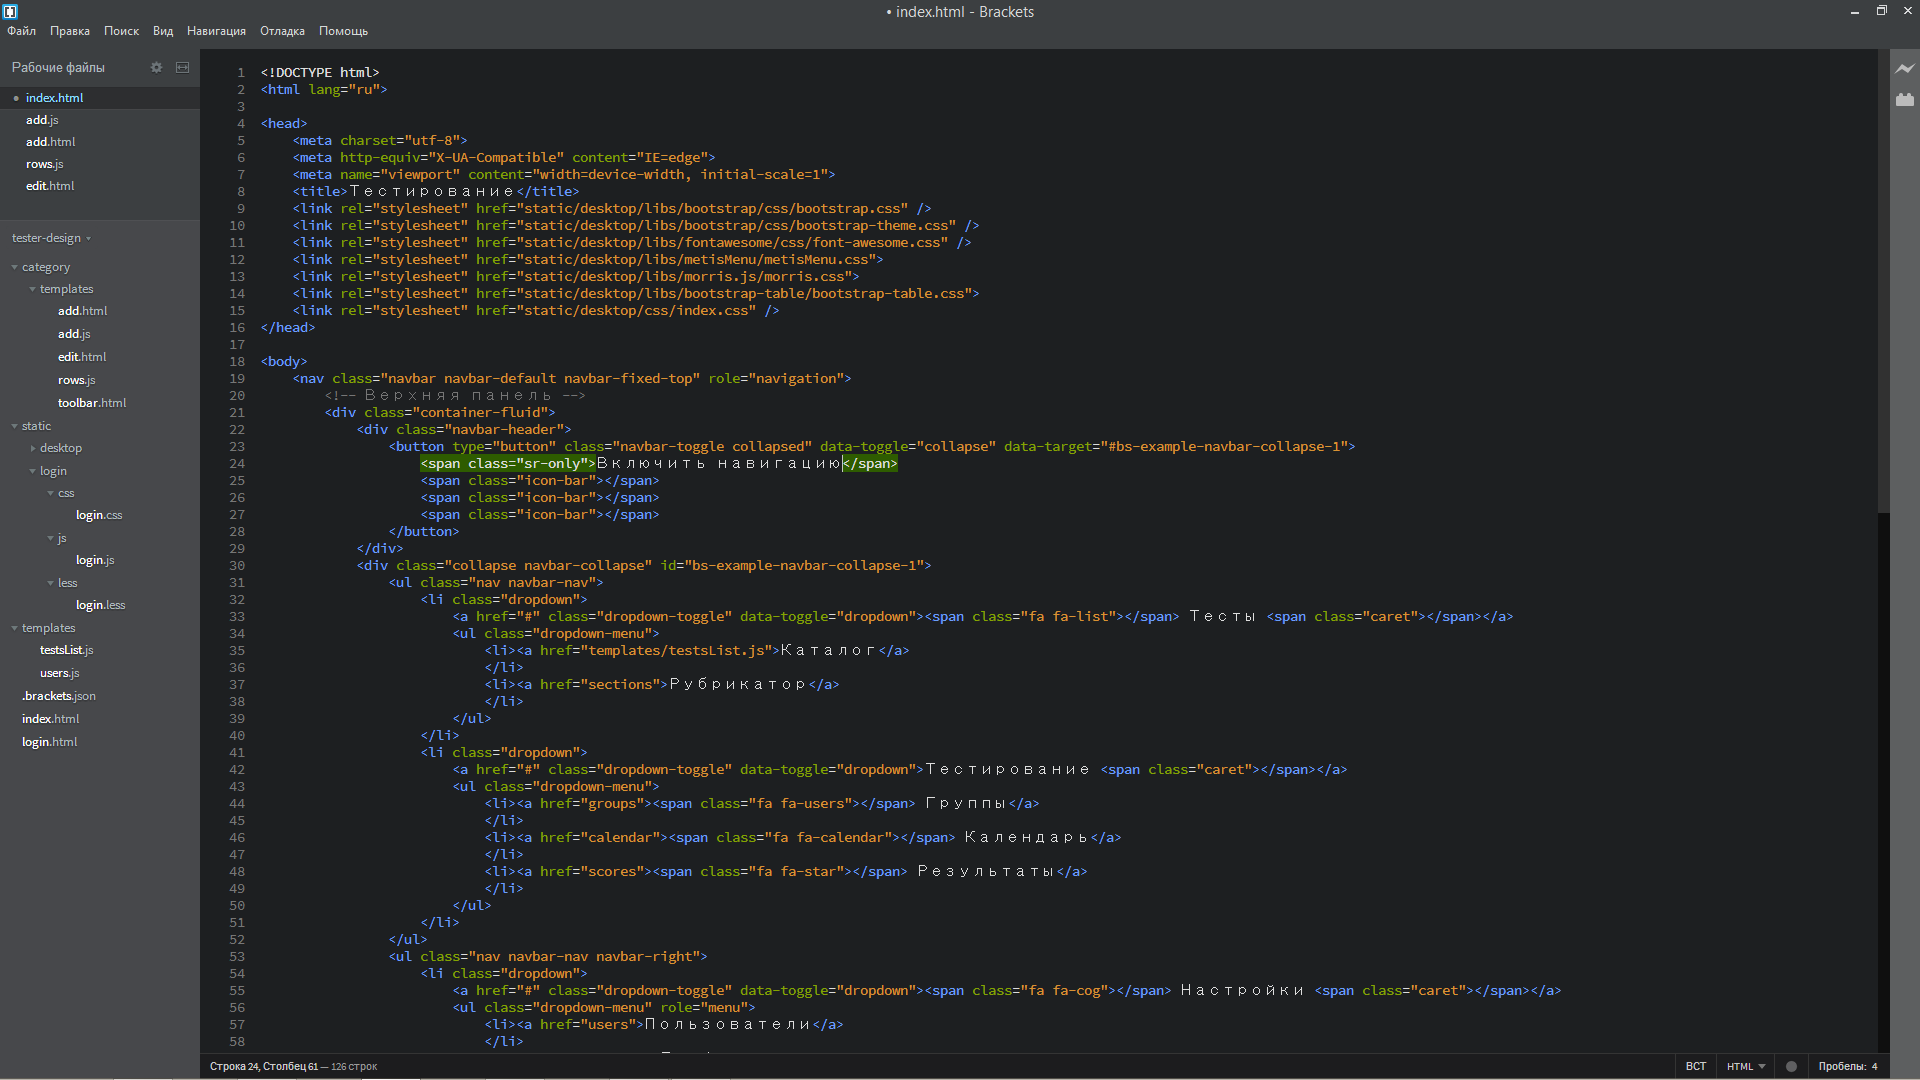 • index.html - Brackets
Файл Правка Поиск Вид Навигация Отладка Помощь
Рабочие файлы
• index.html
add.js
add.html
rows.js
edit.html
tester-design
category
templates
add.html
add.js
edit.html
rows.js
toolbar.html
static
desktop
login
css
login.css
js
login.js
less
login.less
templates
testsList.js
users.js
.brackets.json
index.html
login.html
1 <!DOCTYPE html>
2 <html lang="ru">
3
4 <head>
5 <meta charset="utf-8">
6 <meta http-equiv="X-UA-Compatible" content="IE=edge">
7 <meta name="viewport" content="width=device-width, initial-scale=1">
8 <title>Тестирование</title>
9 <link rel="stylesheet" href="static/desktop/libs/bootstrap/css/bootstrap.css" />
10 <link rel="stylesheet" href="static/desktop/libs/bootstrap/css/bootstrap-theme.css" />
11 <link rel="stylesheet" href="static/desktop/libs/fontawesome/css/font-awesome.css" />
12 <link rel="stylesheet" href="static/desktop/libs/metisMenu/metisMenu.css">
13 <link rel="stylesheet" href="static/desktop/libs/morris.js/morris.css">
14 <link rel="stylesheet" href="static/desktop/libs/bootstrap-table/bootstrap-table.css">
15 <link rel="stylesheet" href="static/desktop/css/index.css" />
16 </head>
17
18 <body>
19 <nav class="navbar navbar-default navbar-fixed-top" role="navigation">
20 <!-- Верхняя панель -->
21 <div class="container-fluid">
22 <div class="navbar-header">
23 <button type="button" class="navbar-toggle collapsed" data-toggle="collapse" data-target="#bs-example-navbar-collapse-1">
24 <span class="sr-only">Включить навигацию</span>
25 <span class="icon-bar"></span>
26 <span class="icon-bar"></span>
27 <span class="icon-bar"></span>
28 </button>
29 </div>
30 <div class="collapse navbar-collapse" id="bs-example-navbar-collapse-1">
31 <ul class="nav navbar-nav">
32 <li class="dropdown">
33 <a href="#" class="dropdown-toggle" data-toggle="dropdown"><span class="fa fa-list"></span> Тесты <span class="caret"></span></a>
34 <ul class="dropdown-menu">
35 <li><a href="templates/testsList.js">Каталог</a>
36 </li>
37 <li><a href="sections">Рубрикатор</a>
38 </li>
39 </ul>
40 </li>
41 <li class="dropdown">
42 <a href="#" class="dropdown-toggle" data-toggle="dropdown">Тестирование <span class="caret"></span></a>
43 <ul class="dropdown-menu">
44 <li><a href="groups"><span class="fa fa-users"></span> Группы</a>
45 </li>
46 <li><a href="calendar"><span class="fa fa-calendar"></span> Календарь</a>
47 </li>
48 <li><a href="scores"><span class="fa fa-star"></span> Результаты</a>
49 </li>
50 </ul>
51 </li>
52 </ul>
53 <ul class="nav navbar-nav navbar-right">
54 <li class="dropdown">
55 <a href="#" class="dropdown-toggle" data-toggle="dropdown"><span class="fa fa-cog"></span> Настройки <span class="caret"></span></a>
56 <ul class="dropdown-menu" role="menu">
57 <li><a href="users">Пользователи</a>
58 </li>
Строка 24, Столбец 61 — 126 строк
ВСТ HTML Пробелы: 4